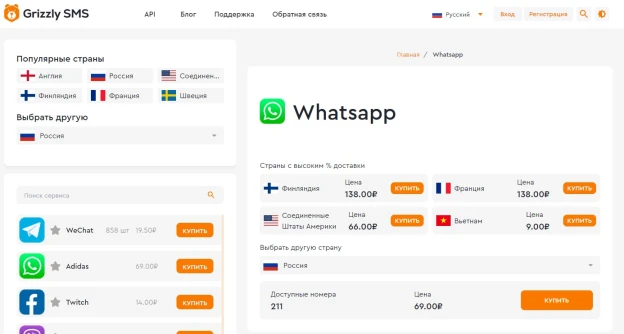 Grizzly SMS
API
Блог
Поддержка
Обратная связь
Русский
Вход
Регистрация
Популярные страны
Англия
Россия
Соединен...
Финляндия
Франция
Швеция
Выбрать другую
Россия
Поиск сервиса
WeChat 858 шт 19.50₽ КУПИТЬ
Adidas 69.00₽ КУПИТЬ
Twitch 14.00₽ КУПИТЬ
КУПИТЬ
Главная / Whatsapp
Whatsapp
Страны с высоким % доставки
Финляндия Цена 138.00₽ КУПИТЬ
Франция Цена 138.00₽ КУПИТЬ
Соединенные Штаты Америки Цена 66.00₽ КУПИТЬ
Вьетнам Цена 9.00₽ КУПИТЬ
Выбрать другую страну
Россия
Доступные номера
211
Цена
69.00₽
КУПИТЬ